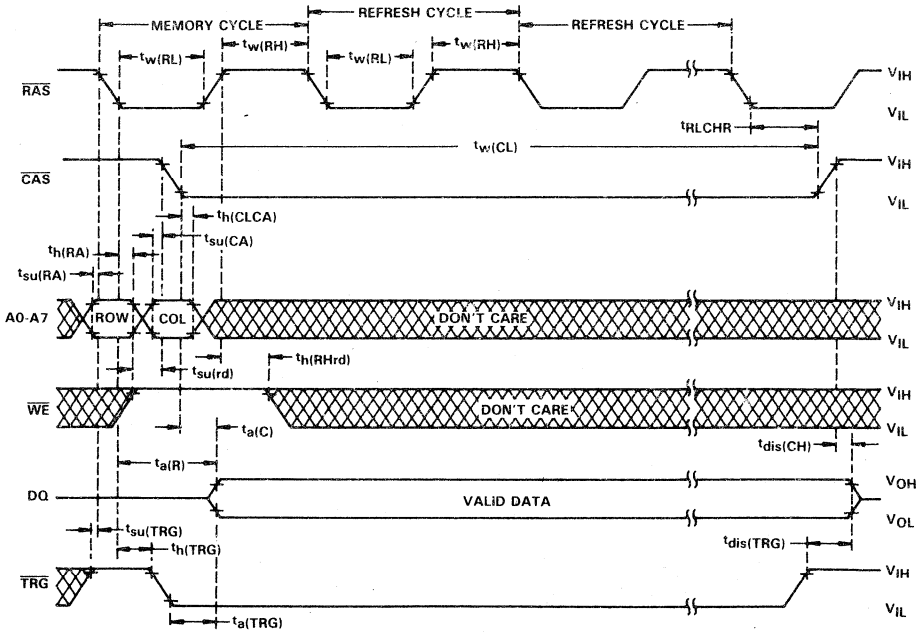 MEMORY CYCLE
REFRESH CYCLE
REFRESH CYCLE
tw(RL)
tw(RH)
tw(RL)
tw(RH)
RAS
VIH
VIL
tRLCHR
tw(CL)
CAS
VIH
VIL
th(CLCA)
tsu(CA)
th(RA)
tsu(RA)
A0-A7
ROW
COL
DON'T CARE
VIH
VIL
th(RHrd)
tsu(rd)
WE
DON'T CARE
VIH
VIL
ta(C)
tdis(CH)
ta(R)
DQ
VALID DATA
VOH
VOL
tsu(TRG)
th(TRG)
tdis(TRG)
TRG
VIH
VIL
ta(TRG)